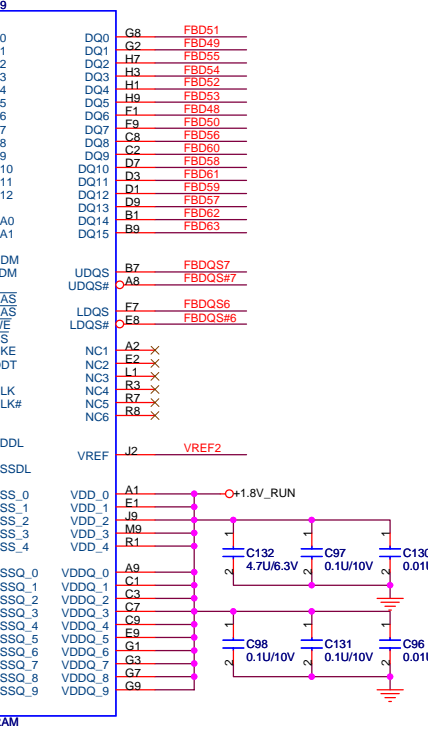 9
0 DQ0 G8 FBD51
1 DQ1 G2 FBD49
2 DQ2 H7 FBD55
3 DQ3 H3 FBD54
4 DQ4 H1 FBD52
5 DQ5 H9 FBD53
6 DQ6 F1 FBD48
7 DQ7 F9 FBD50
8 DQ8 C8 FBD56
9 DQ9 C2 FBD60
10 DQ10 D7 FBD58
11 DQ11 D3 FBD61
12 DQ12 D1 FBD59
DQ13 D9 FBD57
A0 DQ14 B1 FBD62
A1 DQ15 B9 FBD63
DM
DM UDQS B7 FBDQS7
UDQS# A8 FBDQS#7
AS
AS LDQS F7 FBDQS6
E LDQS# E8 FBDQS#6
S
KE NC1 A2
DT NC2 E2
NC3 L1
LK NC4 R3
LK# NC5 R7
NC6 R8
DDL
VREF J2 VREF2
SSDL
SS_0 VDD_0 A1 +1.8V_RUN
SS_1 VDD_1 E1
SS_2 VDD_2 J9
SS_3 VDD_3 M9
SS_4 VDD_4 R1
1 1 1
C132 C97 C130
4.7U/6.3V 0.1U/10V 0.01U
2 2 2
SSQ_0 VDDQ_0 A9
SSQ_1 VDDQ_1 C1
SSQ_2 VDDQ_2 C3
SSQ_3 VDDQ_3 C7
SSQ_4 VDDQ_4 C9
SSQ_5 VDDQ_5 E9
SSQ_6 VDDQ_6 G1
SSQ_7 VDDQ_7 G3
SSQ_8 VDDQ_8 G7
SSQ_9 VDDQ_9 G9
1 1 1
C98 C131 C96
0.1U/10V 0.1U/10V 0.01U
2 2 2
AM